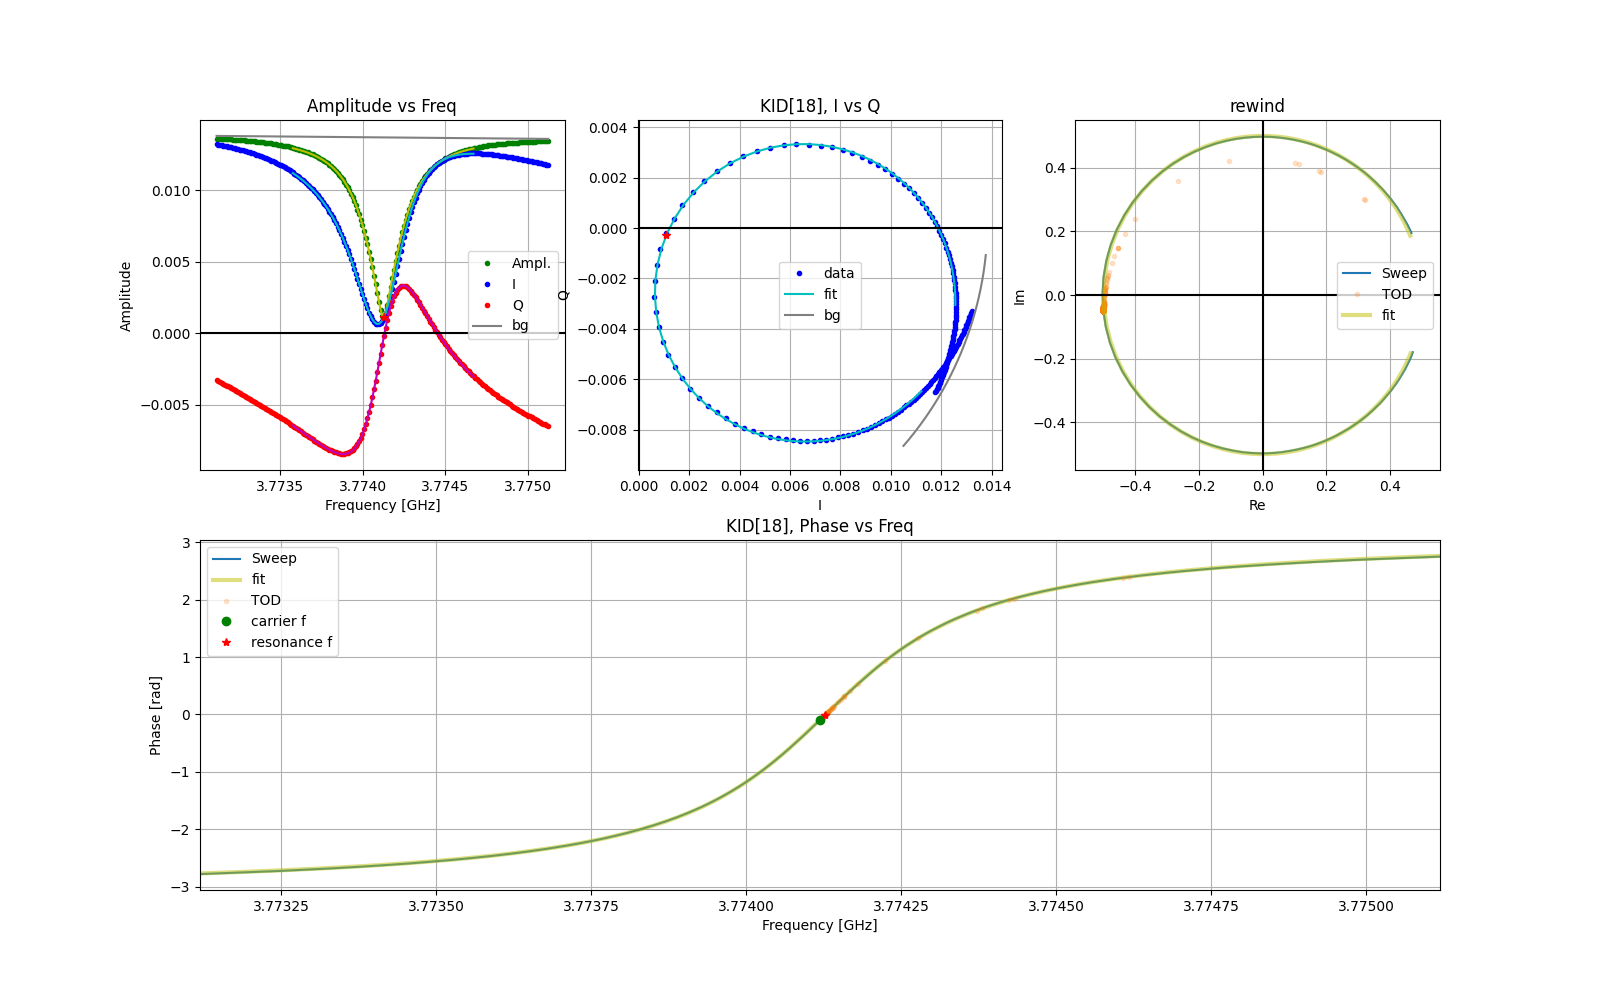 Amplitude vs Freq
Amplitude
0.010
0.005
0.000
−0.005
3.7735
3.7740
3.7745
3.7750
Frequency [GHz]
Ampl.
I
Q
bg
KID[18], I vs Q
Q
0.004
0.002
0.000
−0.002
−0.004
−0.006
−0.008
0.000
0.002
0.004
0.006
0.008
0.010
0.012
0.014
I
data
fit
bg
rewind
Im
0.4
0.2
0.0
−0.2
−0.4
−0.4
−0.2
0.0
0.2
0.4
Re
Sweep
TOD
fit
KID[18], Phase vs Freq
Phase [rad]
3
2
1
0
−1
−2
−3
3.77325
3.77350
3.77375
3.77400
3.77425
3.77450
3.77475
3.77500
Frequency [GHz]
Sweep
fit
TOD
carrier f
resonance f